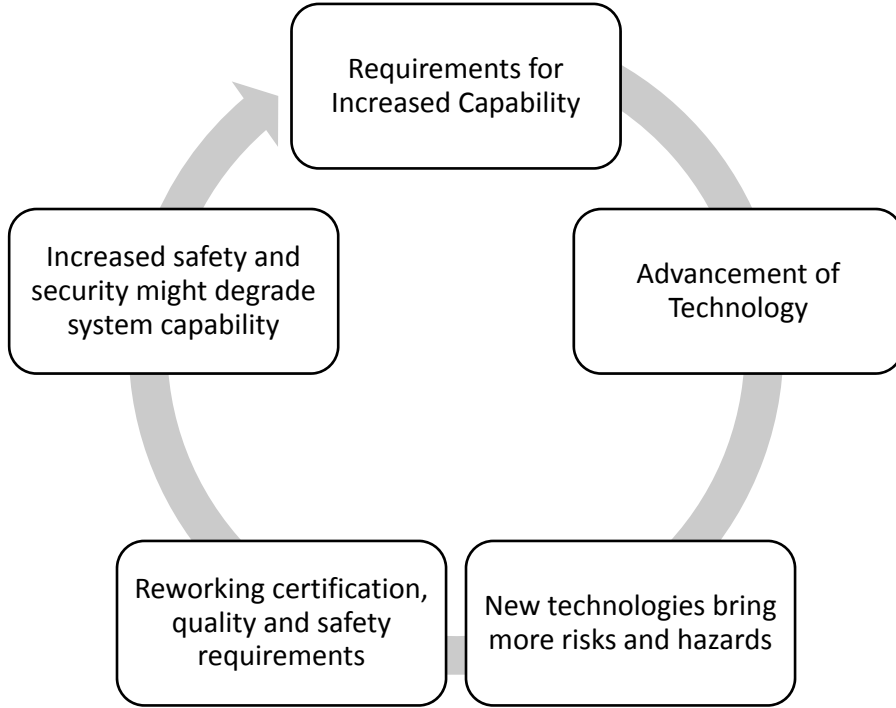 Requirements for
Increased Capability
Advancement of
Technology
New technologies bring
more risks and hazards
Reworking certification,
quality and safety
requirements
Increased safety and
security might degrade
system capability